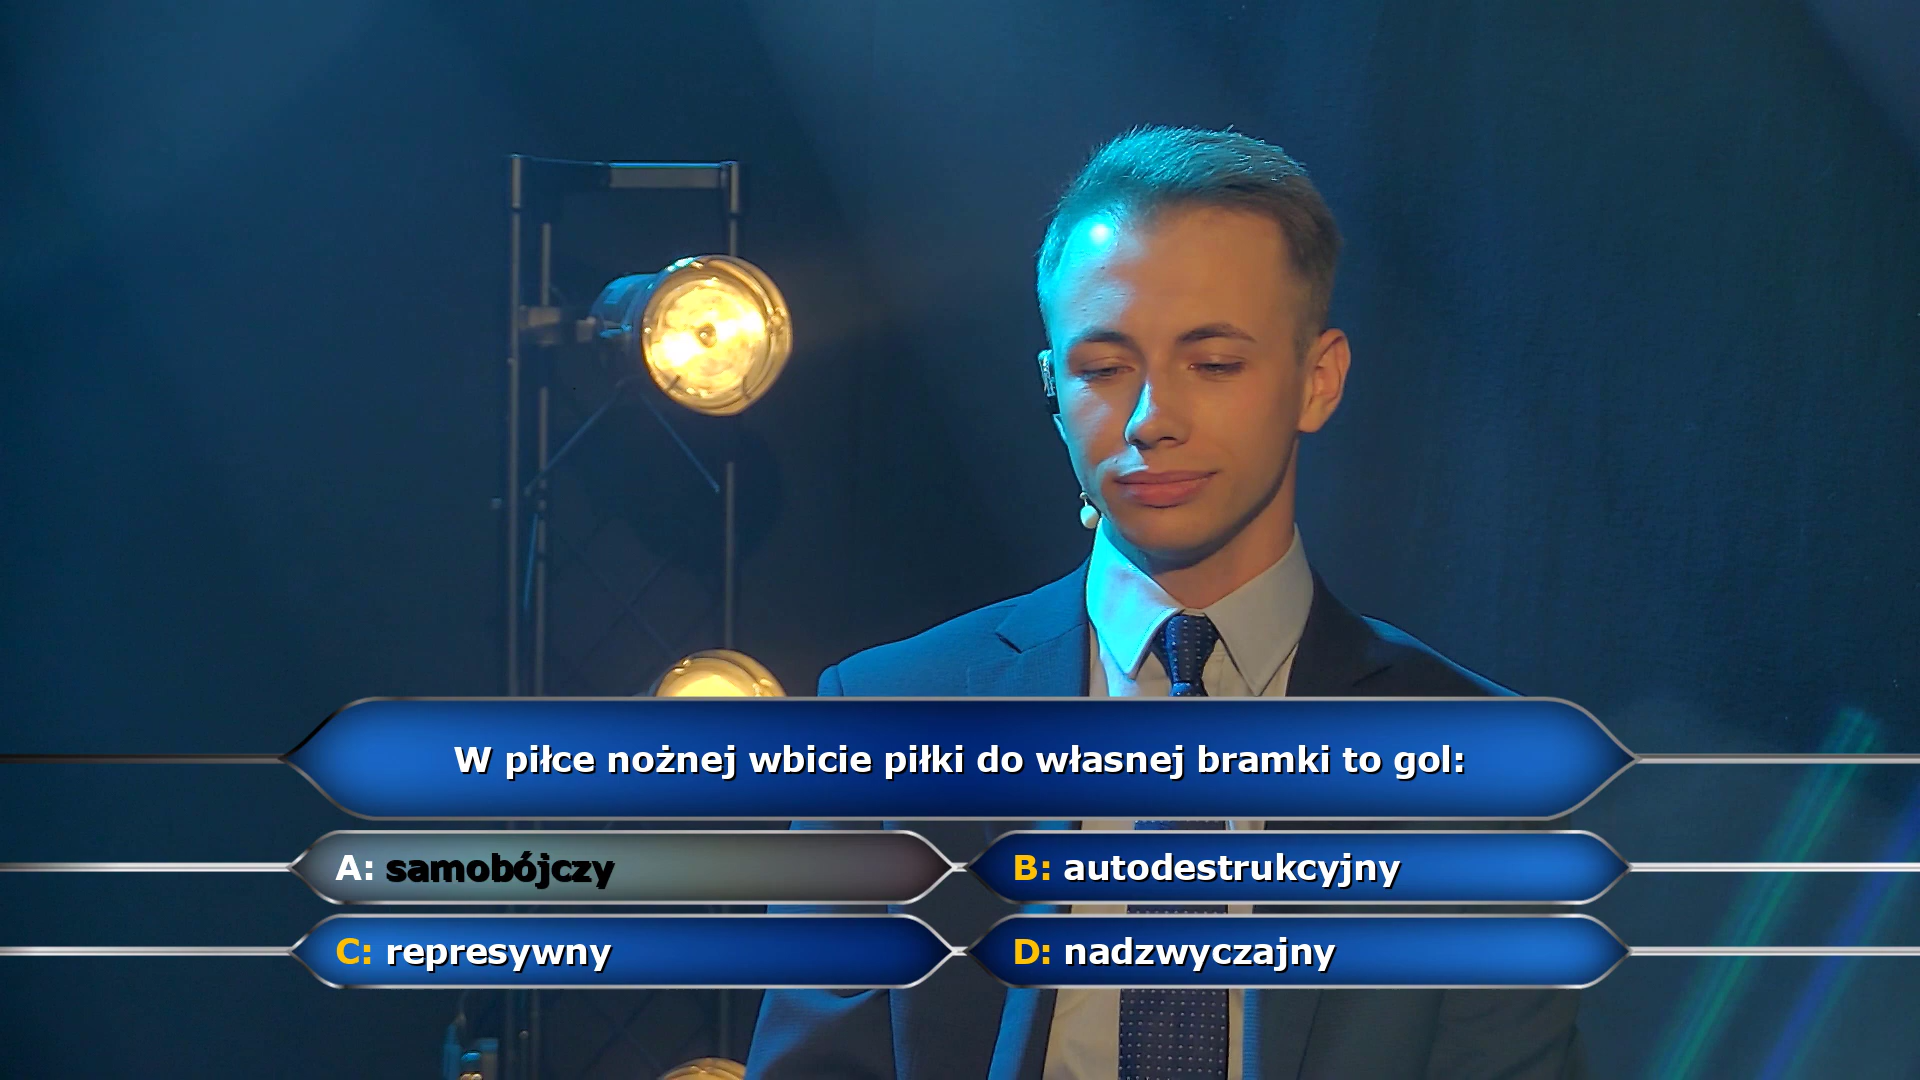 W piłce nożnej wbicie piłki do własnej bramki to gol:
A: samobójczy
B: autodestrukcyjny
C: represywny
D: nadzwyczajny